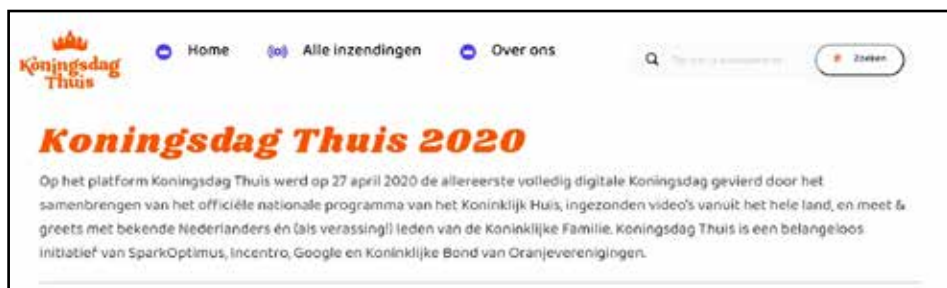 Koningsdag
Thuis
Home
Alle inzendingen
Over ons
Zoeken
Koningsdag Thuis 2020
Op het platform Koningsdag Thuis werd op 27 april 2020 de allereerste volledig digitale Koningsdag gevierd door het
samenbrengen van het officiële nationale programma van het Koninklijk Huis, ingezonden video's vanuit het hele land, en meet &
greets met bekende Nederlanders én (als verassing!) leden van de Koninklijke Familie. Koningsdag Thuis is een belangeloos
initiatief van SparkOptimus, Incentro, Google en Koninklijke Bond van Oranjeverenigingen.